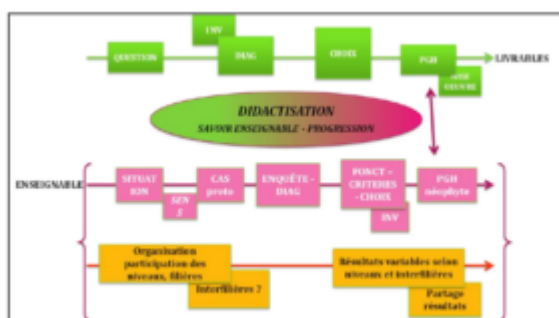 INV
QUESTION
DIAG
CHOIX
PGH
LIVRABLES
MISE
OEUVRE
DIDACTISATION
SAVOIR ENSEIGNABLE - PROGRESSION
ENSEIGNABLE
SITUAT
ION
SEN
S
CAS
proto
ENQUÊTE -
DIAG
FONCT =
CRITERES
- CHOIX
INV
PGH
néophyte
Organisation
participation des
niveaux, filières
Interfilières ?
Résultats variables selon
niveaux et interfilières
Partage
résultats